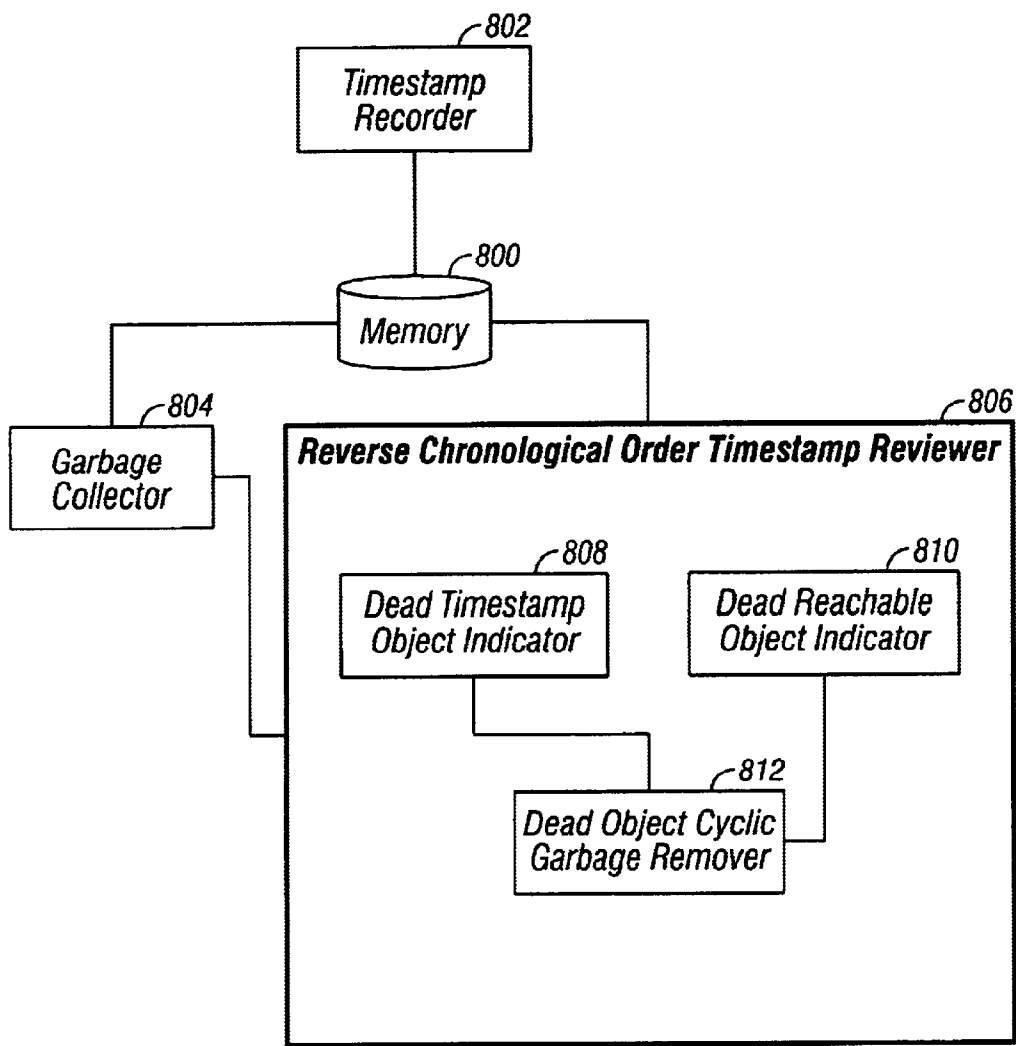 802
Timestamp
Recorder
800
Memory
804
Garbage
Collector
806
Reverse Chronological Order Timestamp Reviewer
808
Dead Timestamp
Object Indicator
810
Dead Reachable
Object Indicator
812
Dead Object Cyclic
Garbage Remover